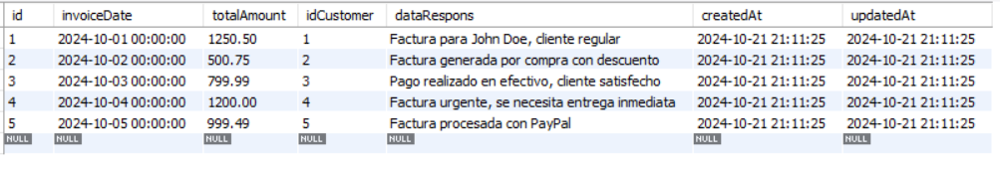 id invoiceDate totalAmount idCustomer dataRespons createdAt updatedAt
1 2024-10-01 00:00:00 1250.50 1 Factura para John Doe, cliente regular 2024-10-21 21:11:25 2024-10-21 21:11:25
2 2024-10-02 00:00:00 500.75 2 Factura generada por compra con descuento 2024-10-21 21:11:25 2024-10-21 21:11:25
3 2024-10-03 00:00:00 799.99 3 Pago realizado en efectivo, cliente satisfecho 2024-10-21 21:11:25 2024-10-21 21:11:25
4 2024-10-04 00:00:00 1200.00 4 Factura urgente, se necesita entrega inmediata 2024-10-21 21:11:25 2024-10-21 21:11:25
5 2024-10-05 00:00:00 999.49 5 Factura procesada con PayPal 2024-10-21 21:11:25 2024-10-21 21:11:25
NULL NULL NULL NULL NULL NULL NULL